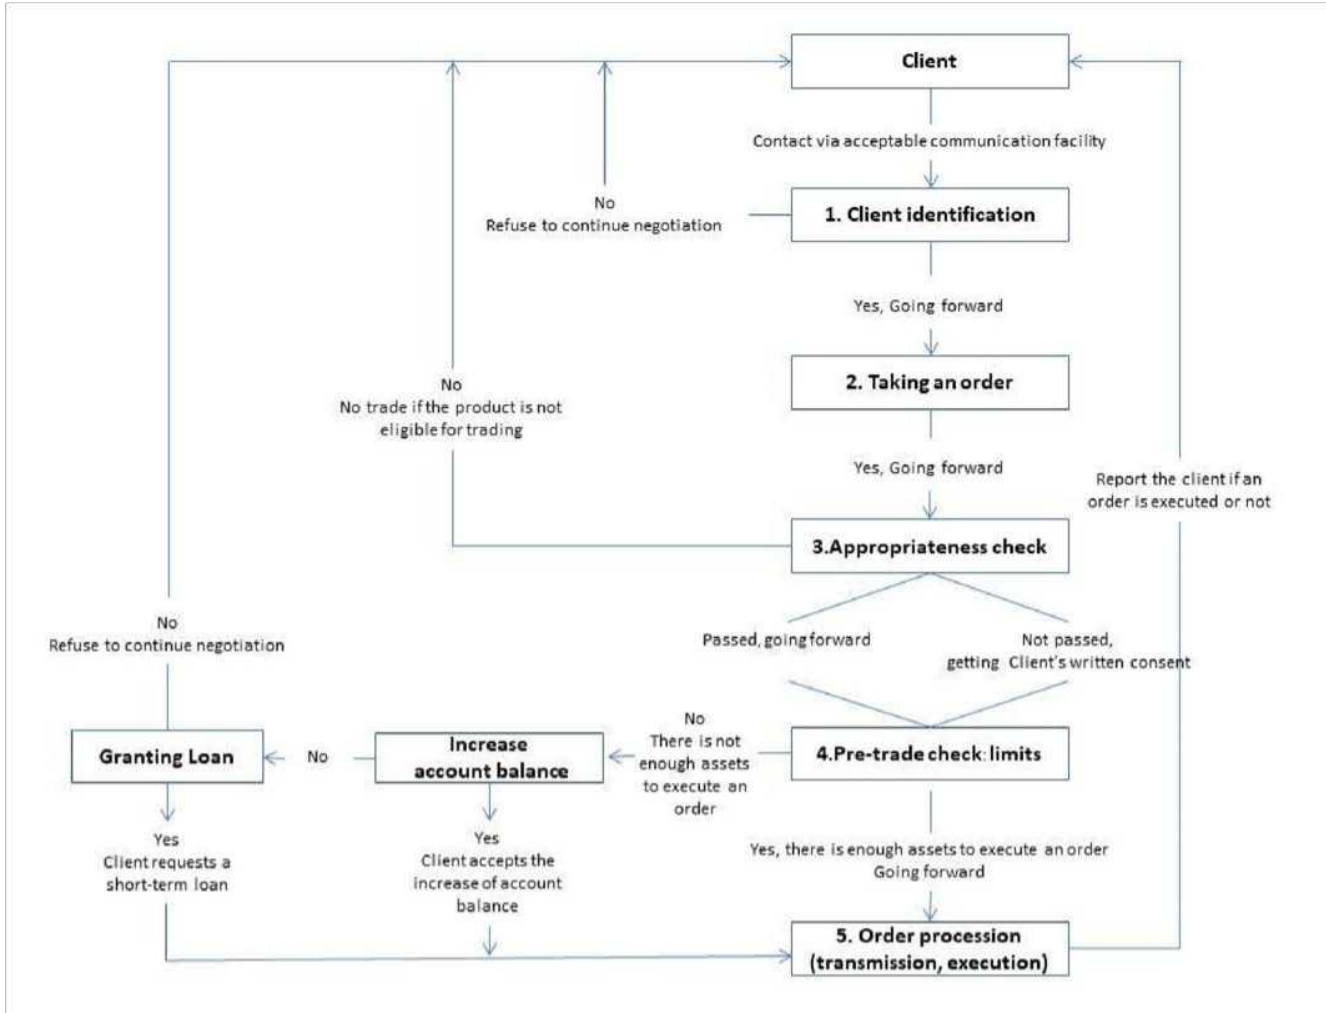 Client
Contact via acceptable communication facility
No
Refuse to continue negotiation
1. Client identification
Yes, Going forward
2. Taking an order
No
No trade if the product is not
eligible for trading
Yes, Going forward
Report the client if an
order is executed or not
3.Appropriateness check
No
Refuse to continue negotiation
Passed, going forward
Not passed,
getting Client's written consent
Granting Loan
No
Increase
account balance
No
There is not
enough assets
to execute an
order
4.Pre-trade check: limits
Yes
Client requests a
short-term loan
Yes
Client accepts the
increase of account
balance
Yes, there is enough assets to execute an order
Going forward
5. Order procession
(transmission, execution)